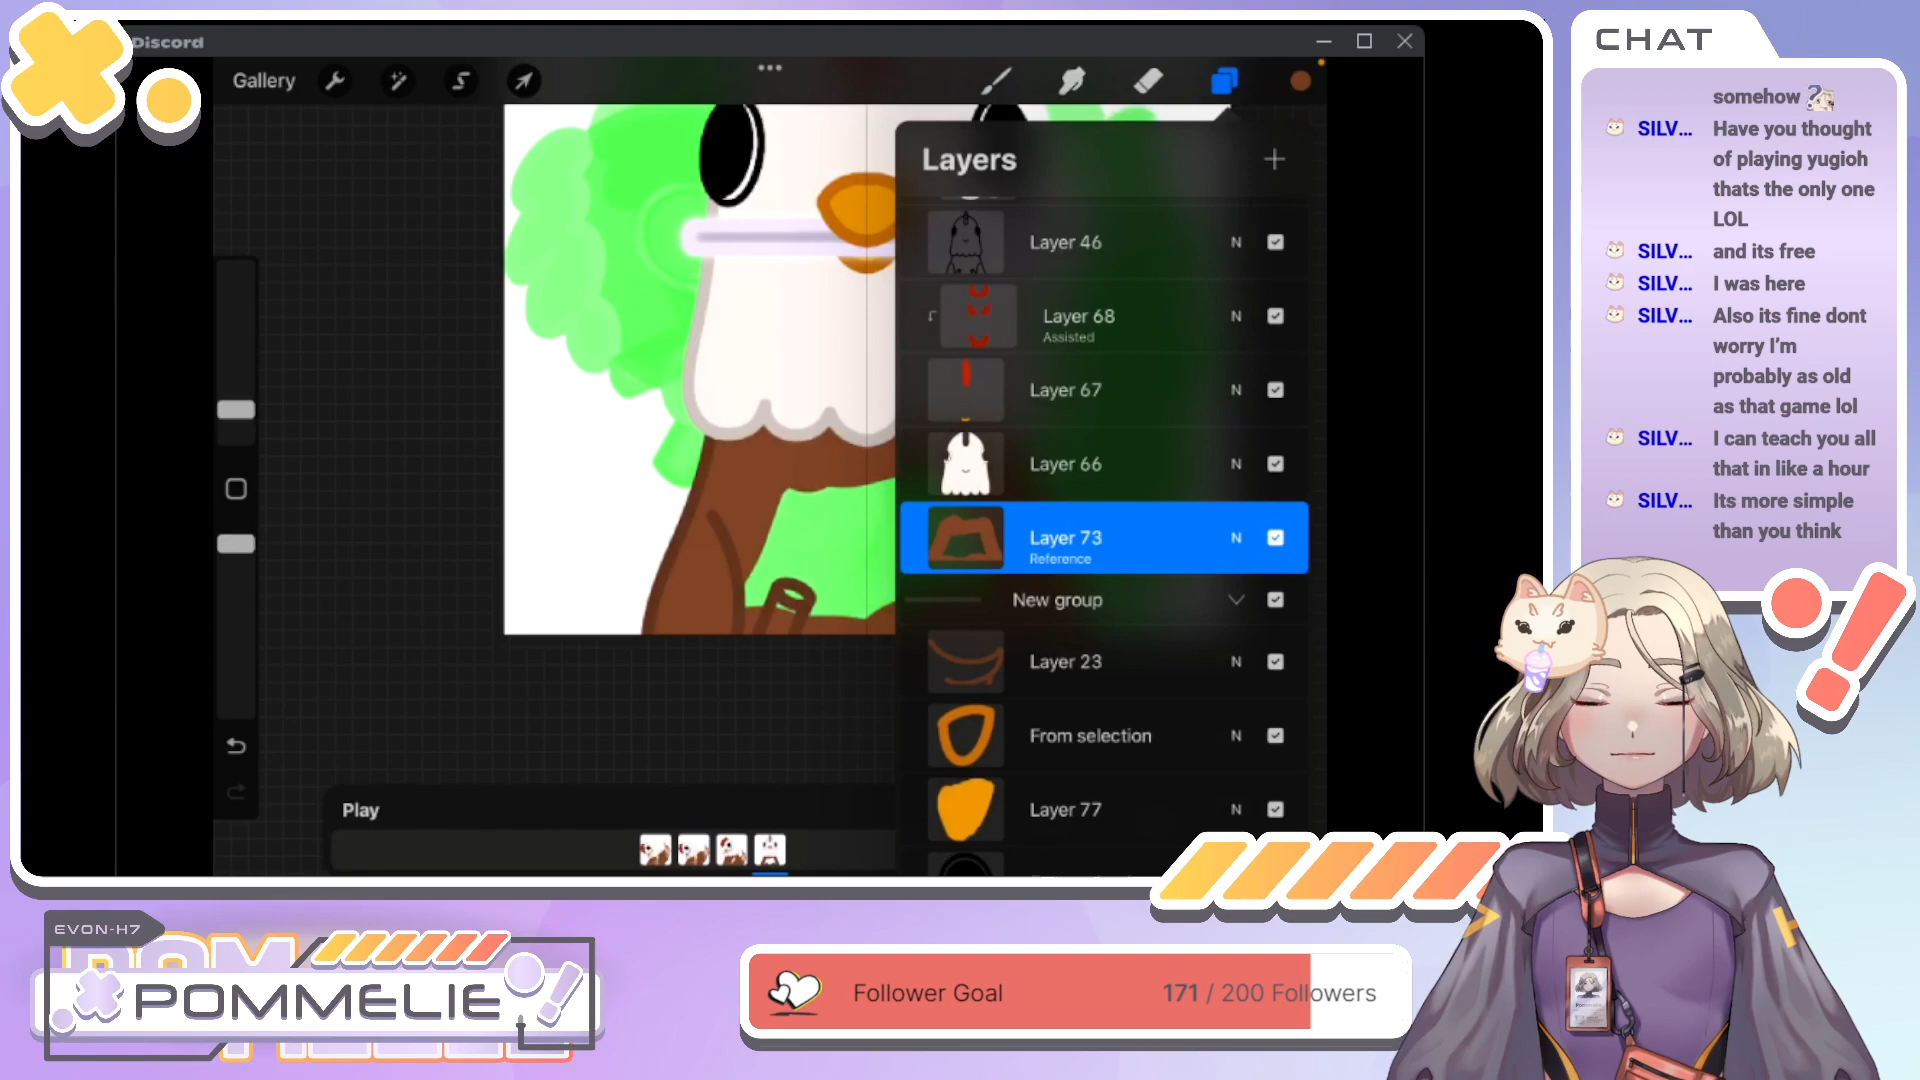 Discord
Gallery
Layers
Layer 46
N
Layer 68
Assisted
N
Layer 67
N
Layer 66
N
Layer 73
Reference
N
New group
Layer 23
N
From selection
N
Layer 77
N
Play
CHAT
somehow
SILV... Have you thought
of playing yugioh
thats the only one
LOL
SILV... and its free
SILV... I was here
SILV... Also its fine dont
worry I'm
probably as old
as that game lol
SILV... I can teach you all
that in like a hour
SILV... Its more simple
than you think
EVON-H7
POMMELIE
Follower Goal
171 / 200 Followers